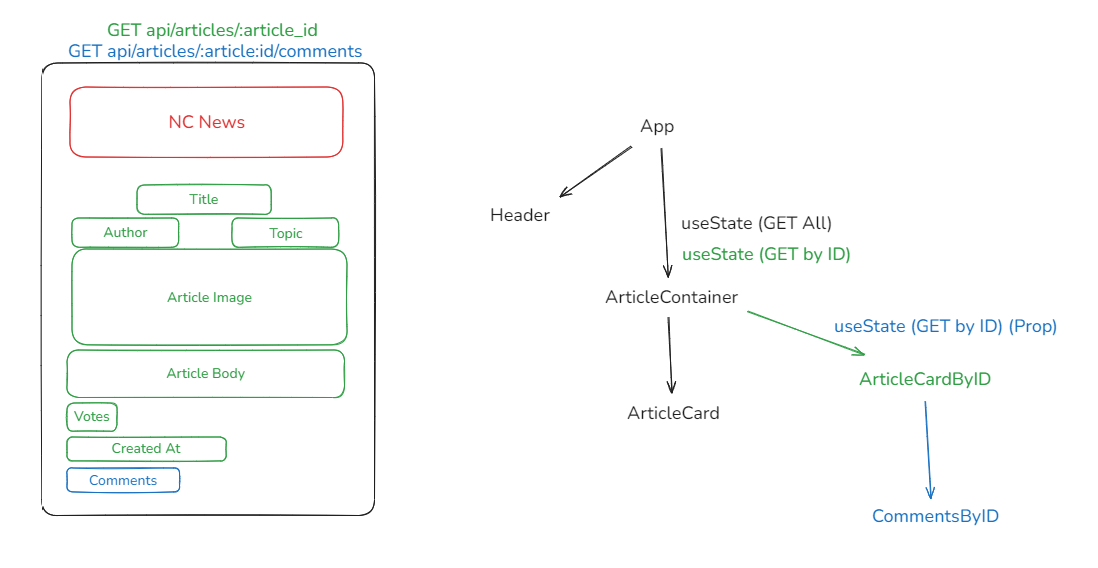 GET api/articles/:article_id
GET api/articles/:article:id/comments
NC News
Title
Author
Topic
Article Image
Article Body
Votes
Created At
Comments
App
Header
useState (GET All)
useState (GET by ID)
ArticleContainer
useState (GET by ID) (Prop)
ArticleCardByID
ArticleCard
CommentsByID